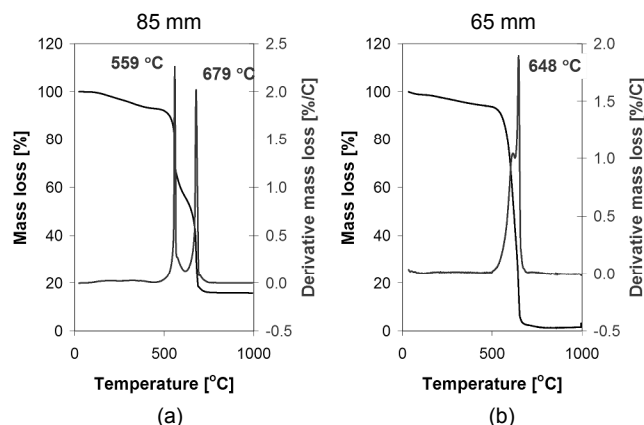 85 mm
65 mm
120
100
80
60
40
20
0
Mass loss [%]
559 °C
679 °C
2.5
2.0
1.5
1.0
0.5
0.0
-0.5
Derivative mass loss [%/C]
0
500
1000
Temperature [°C]
(a)
120
100
80
60
40
20
0
Mass loss [%]
648 °C
2.0
1.5
1.0
0.5
0.0
-0.5
Derivative mass loss [%/C]
0
500
1000
Temperature [°C]
(b)